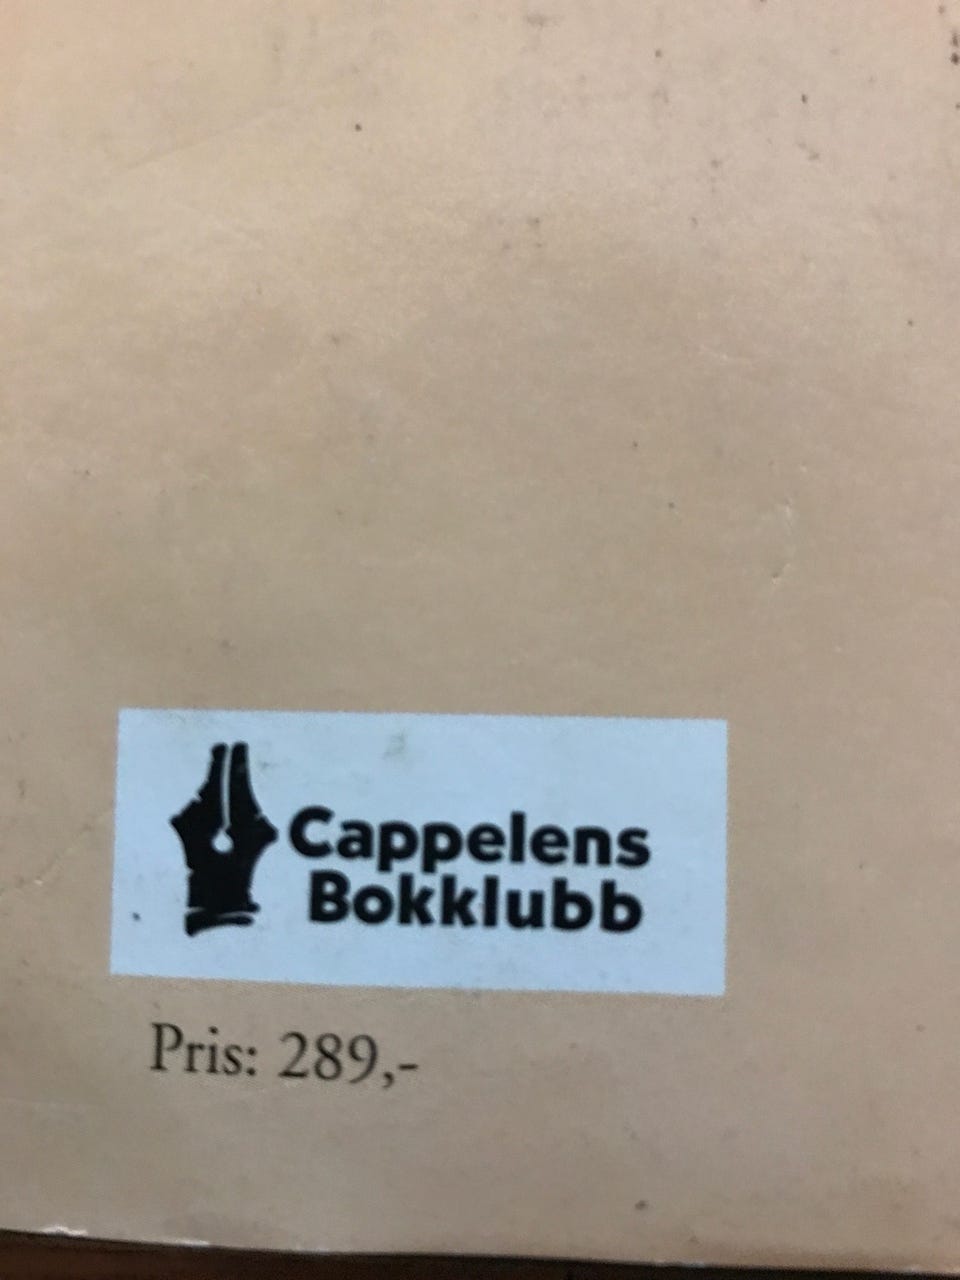 Cappelens
Bokklubb
Pris: 289,-